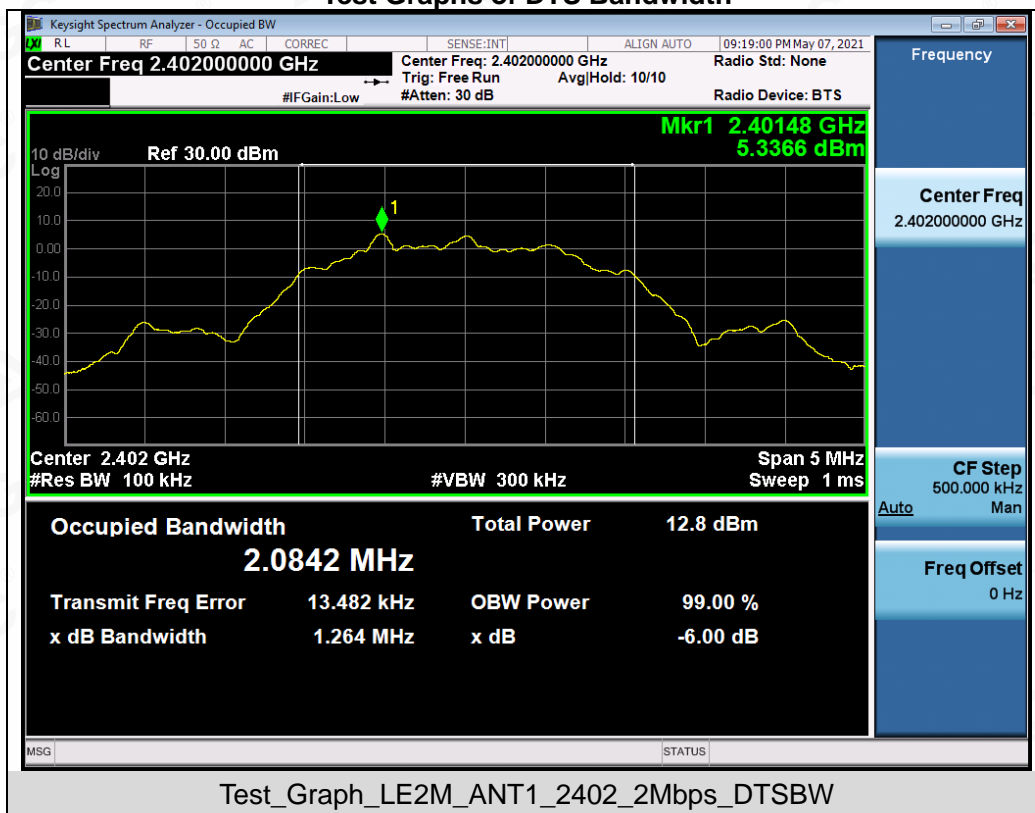 Test Graphs of DTS Bandwidth
Keysight Spectrum Analyzer - Occupied BW
LXI RL RF 50 Ω AC CORREC SENSE:INT ALIGN AUTO 09:19:00 PM May 07, 2021
Center Freq 2.402000000 GHz
Center Freq: 2.402000000 GHz
Radio Std: None
Trig: Free Run Avg|Hold: 10/10
#IFGain:Low #Atten: 30 dB Radio Device: BTS
Frequency
Mkr1 2.40148 GHz
5.3366 dBm
10 dB/div Ref 30.00 dBm
Log
20.0
10.0
0.00
-10.0
-20.0
-30.0
-40.0
-50.0
-60.0
1
Center 2.402 GHz Span 5 MHz
#Res BW 100 kHz #VBW 300 kHz Sweep 1 ms
Center Freq
2.402000000 GHz
CF Step
500.000 kHz
Auto Man
Freq Offset
0 Hz
Occupied Bandwidth Total Power 12.8 dBm
2.0842 MHz
Transmit Freq Error 13.482 kHz OBW Power 99.00 %
x dB Bandwidth 1.264 MHz x dB -6.00 dB
MSG STATUS
Test_Graph_LE2M_ANT1_2402_2Mbps_DTSBW